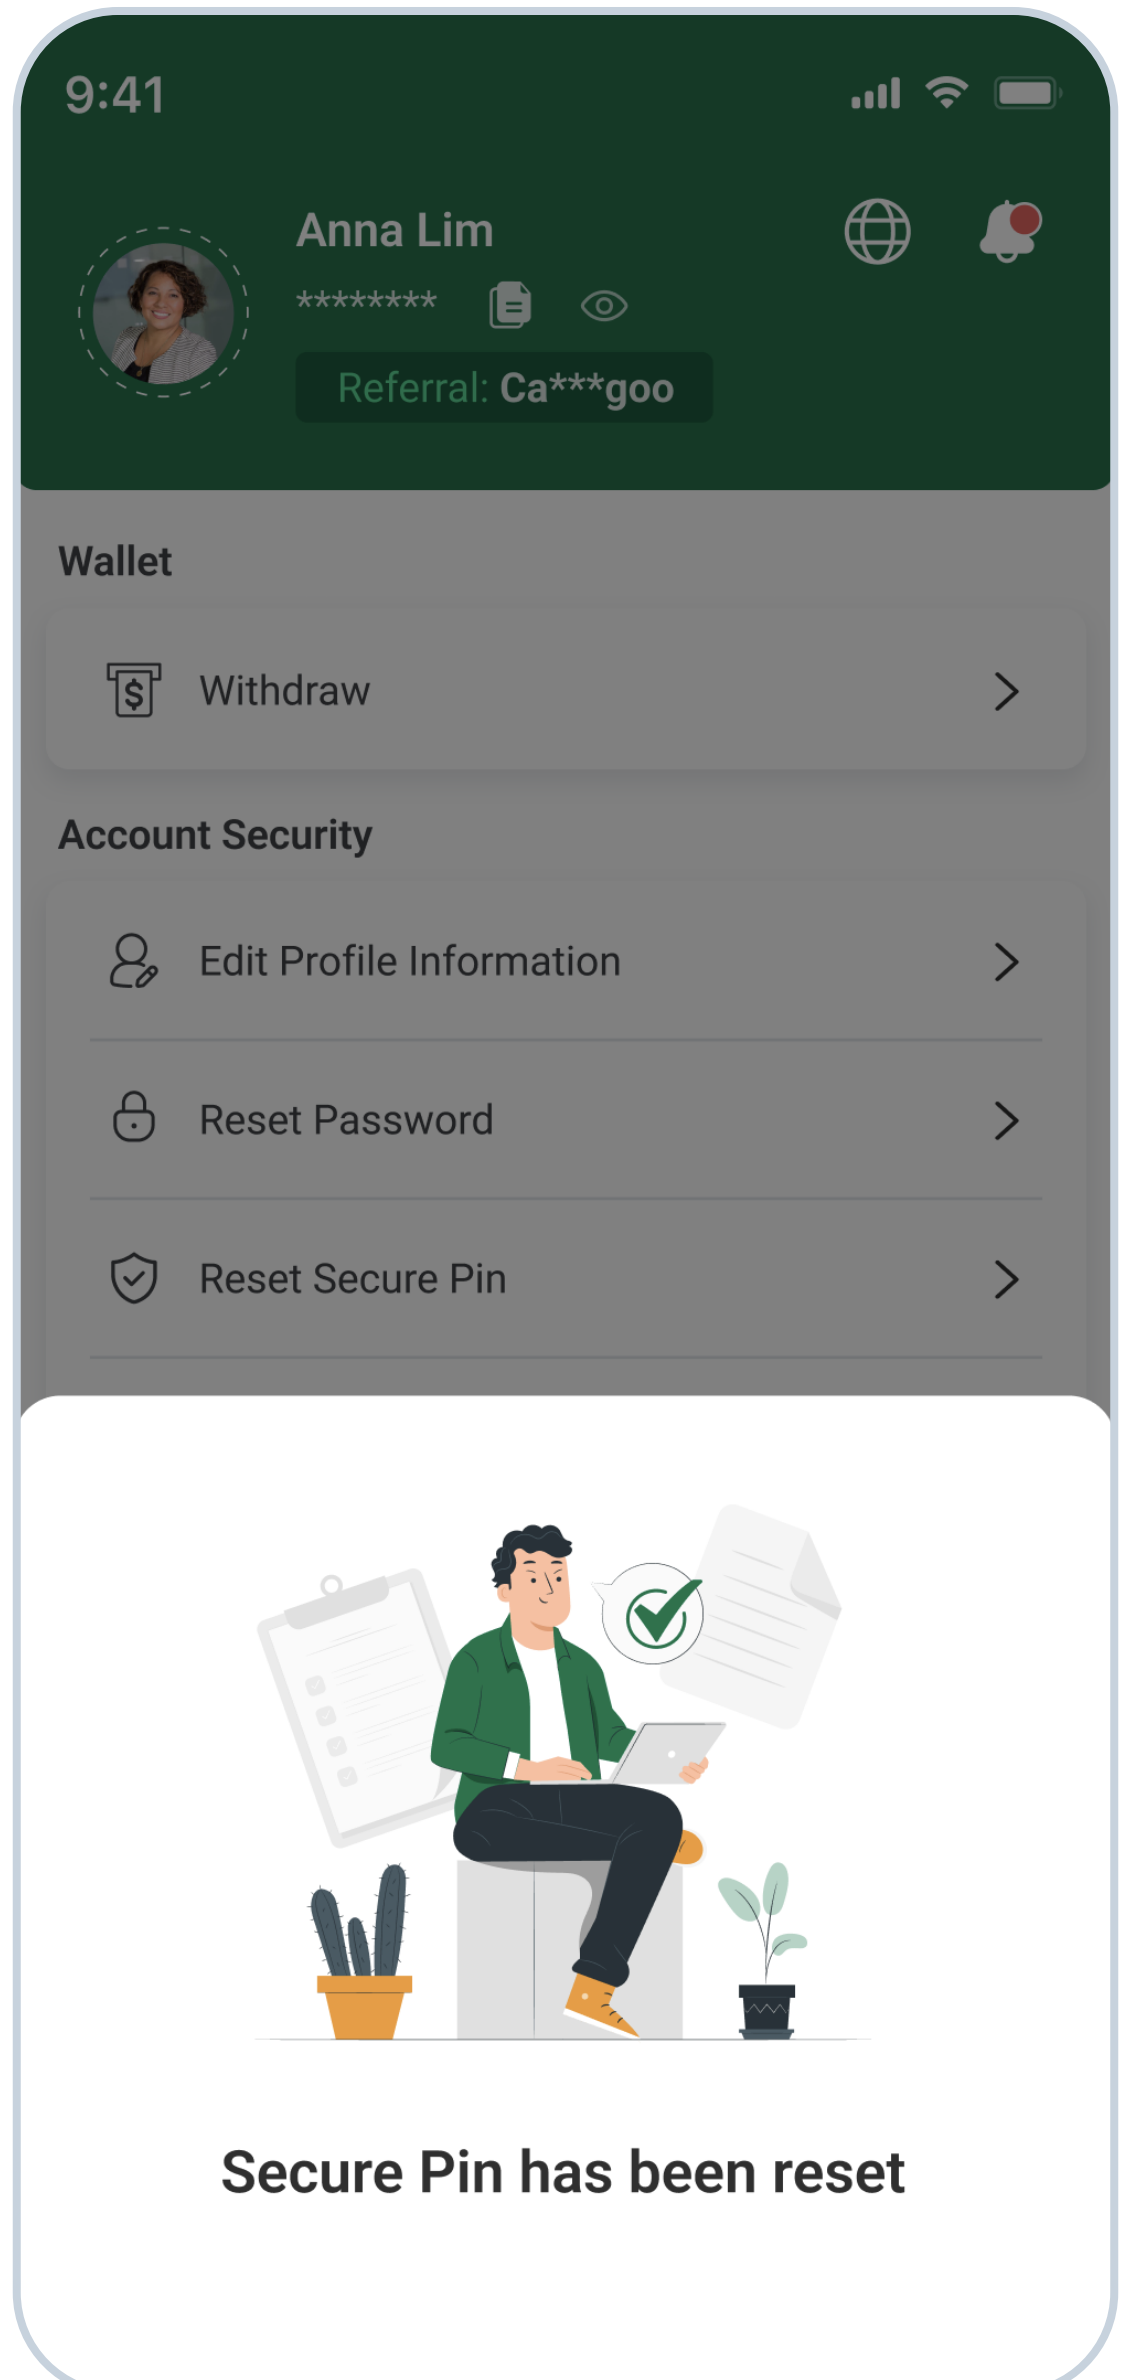 9:41
Anna Lim
********
Referral: Ca***goo
Wallet
$
Withdraw
Account Security
Edit Profile Information
Reset Password
Reset Secure Pin
Secure Pin has been reset